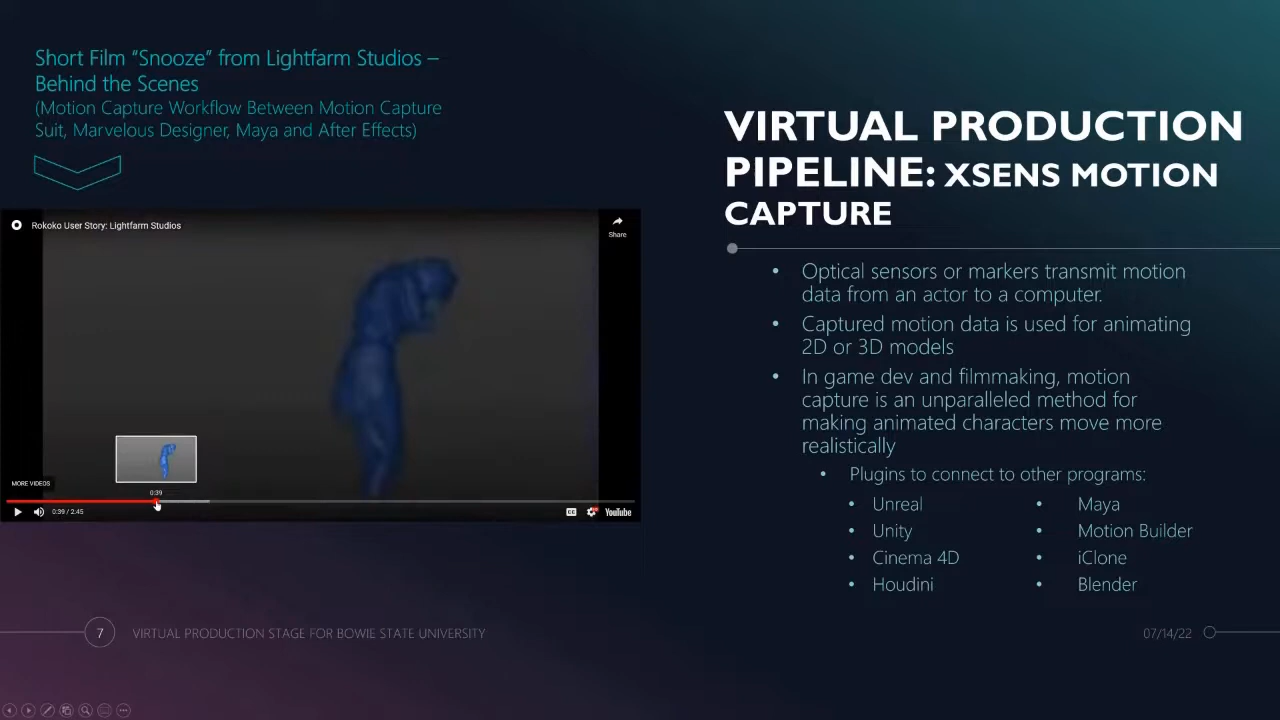 Short Film “Snooze” from Lightfarm Studios –
Behind the Scenes
(Motion Capture Workflow Between Motion Capture
Suit, Marvelous Designer, Maya and After Effects)
Rokoko User Story: Lightfarm Studios
Share
MORE VIDEOS
0:39
0:39 / 2:45
CC
YouTube
VIRTUAL PRODUCTION
PIPELINE: XSENS MOTION
CAPTURE
• Optical sensors or markers transmit motion
data from an actor to a computer.
• Captured motion data is used for animating
2D or 3D models
• In game dev and filmmaking, motion
capture is an unparalleled method for
making animated characters move more
realistically
• Plugins to connect to other programs:
• Unreal
• Unity
• Cinema 4D
• Houdini
• Maya
• Motion Builder
• iClone
• Blender
7
VIRTUAL PRODUCTION STAGE FOR BOWIE STATE UNIVERSITY
07/14/22